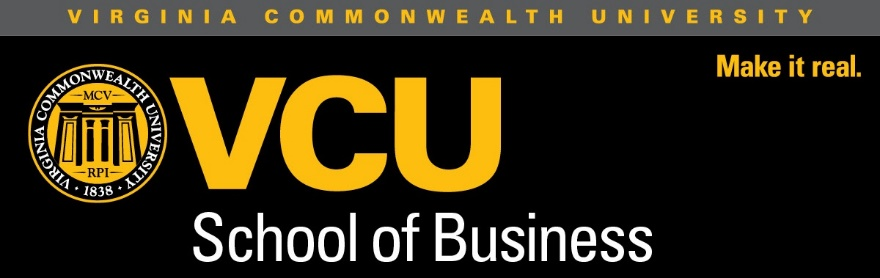 VIRGINIA COMMONWEALTH UNIVERSITY
Make it real.
VIRGINIA COMMONWEALTH UNIVERSITY
MCV
RPI
· 1838 ·
VCU
School of Business